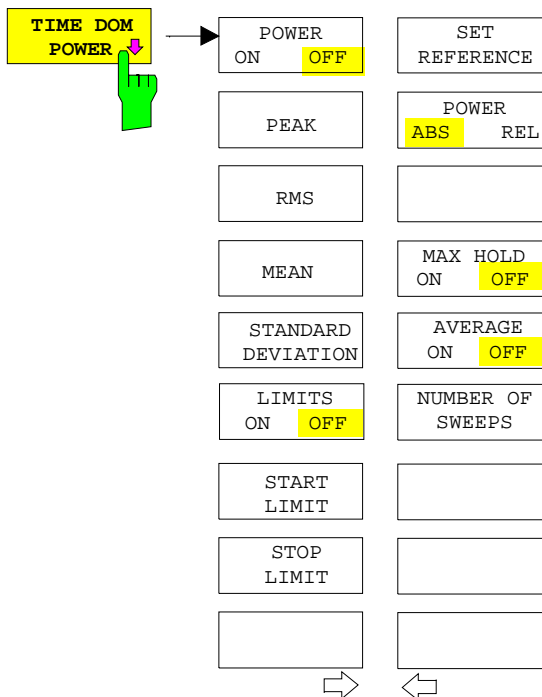 TIME DOM
POWER
POWER
ON OFF
PEAK
RMS
MEAN
STANDARD
DEVIATION
LIMITS
ON OFF
START
LIMIT
STOP
LIMIT
SET
REFERENCE
POWER
ABS REL
MAX HOLD
ON OFF
AVERAGE
ON OFF
NUMBER OF
SWEEPS